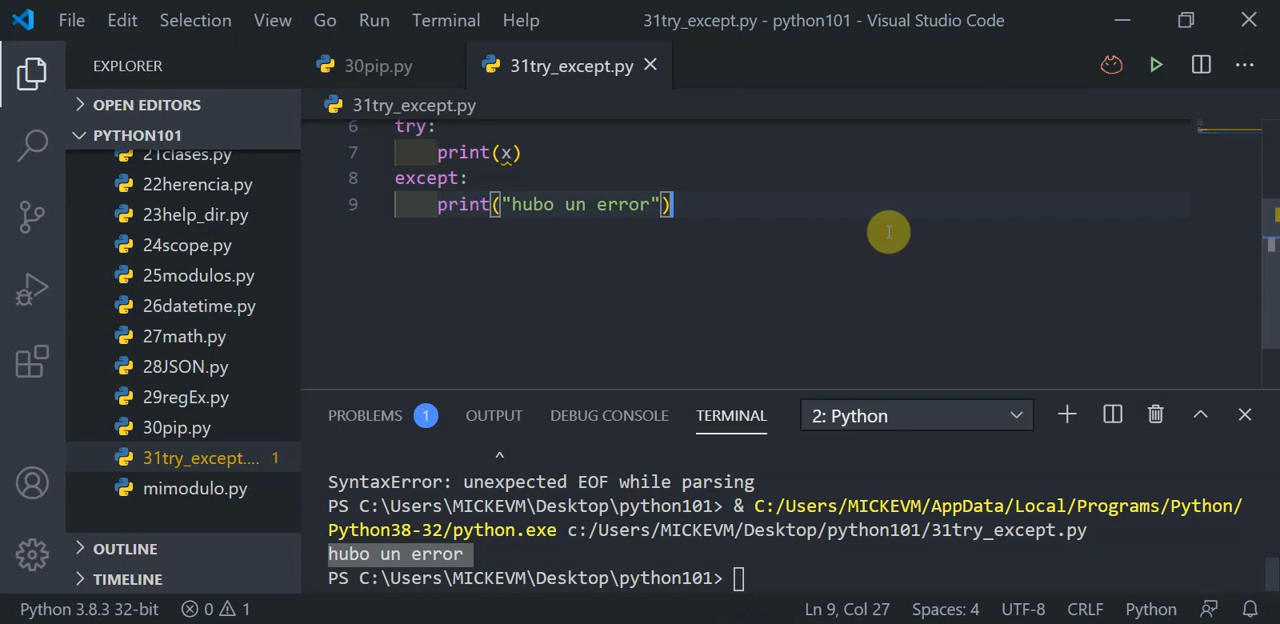 File Edit Selection View Go Run Terminal Help 31try_except.py - python101 - Visual Studio Code
EXPLORER
30pip.py 31try_except.py
OPEN EDITORS
31try_except.py
PYTHON101
21clases.py
22herencia.py
23help_dir.py
24scope.py
25modulos.py
26datetime.py
27math.py
28JSON.py
29regEx.py
30pip.py
31try_except.... 1
mimodulo.py
OUTLINE
TIMELINE
6 try:
7 print(x)
8 except:
9 print("hubo un error")
PROBLEMS 1 OUTPUT DEBUG CONSOLE TERMINAL 2: Python
^
SyntaxError: unexpected EOF while parsing
PS C:\Users\MICKEVM\Desktop\python101> & C:/Users/MICKEVM/AppData/Local/Programs/Python/
Python38-32/python.exe c:/Users/MICKEVM/Desktop/python101/31try_except.py
hubo un error
PS C:\Users\MICKEVM\Desktop\python101>
Python 3.8.3 32-bit 0 1 Ln 9, Col 27 Spaces: 4 UTF-8 CRLF Python